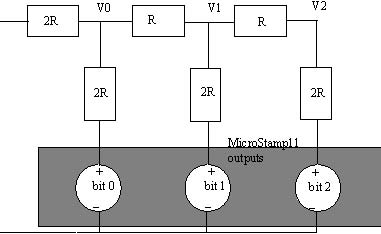 V0
V1
V2
2R
R
R
2R
2R
2R
MicroStamp11
outputs
+
+
+
bit 0
bit 1
bit 2
−
−
−